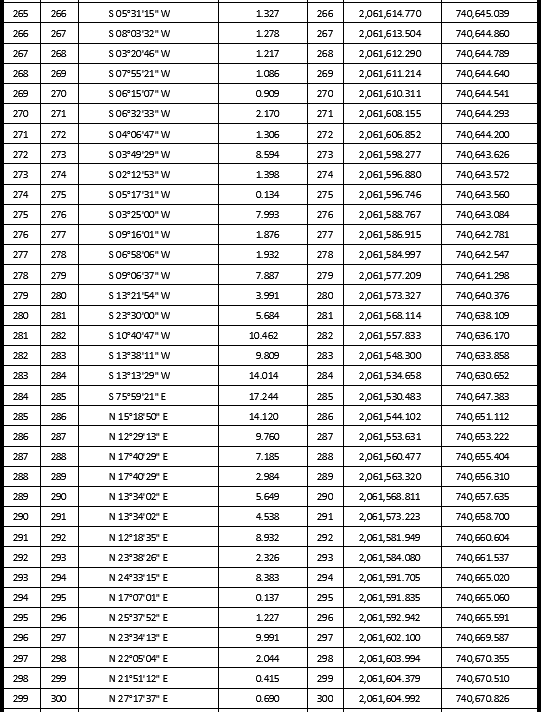 265 266 S 05°31'15" W 1.327 266 2,061,614.770 740,645.039
266 267 S 08°03'32" W 1.278 267 2,061,613.504 740,644.860
267 268 S 03°20'46" W 1.217 268 2,061,612.290 740,644.789
268 269 S 07°55'21" W 1.086 269 2,061,611.214 740,644.640
269 270 S 06°15'07" W 0.909 270 2,061,610.311 740,644.541
270 271 S 06°32'33" W 2.170 271 2,061,608.155 740,644.293
271 272 S 04°06'47" W 1.306 272 2,061,606.852 740,644.200
272 273 S 03°49'29" W 8.594 273 2,061,598.277 740,643.626
273 274 S 02°12'53" W 1.398 274 2,061,596.880 740,643.572
274 275 S 05°17'31" W 0.134 275 2,061,596.746 740,643.560
275 276 S 03°25'00" W 7.993 276 2,061,588.767 740,643.084
276 277 S 09°16'01" W 1.876 277 2,061,586.915 740,642.781
277 278 S 06°58'06" W 1.932 278 2,061,584.997 740,642.547
278 279 S 09°06'37" W 7.887 279 2,061,577.209 740,641.298
279 280 S 13°21'54" W 3.991 280 2,061,573.327 740,640.376
280 281 S 23°30'00" W 5.684 281 2,061,568.114 740,638.109
281 282 S 10°40'47" W 10.462 282 2,061,557.833 740,636.170
282 283 S 13°38'11" W 9.809 283 2,061,548.300 740,633.858
283 284 S 13°13'29" W 14.014 284 2,061,534.658 740,630.652
284 285 S 75°59'21" E 17.244 285 2,061,530.483 740,647.383
285 286 N 15°18'50" E 14.120 286 2,061,544.102 740,651.112
286 287 N 12°29'13" E 9.760 287 2,061,553.631 740,653.222
287 288 N 17°40'29" E 7.185 288 2,061,560.477 740,655.404
288 289 N 17°40'29" E 2.984 289 2,061,563.320 740,656.310
289 290 N 13°34'02" E 5.649 290 2,061,568.811 740,657.635
290 291 N 13°34'02" E 4.538 291 2,061,573.223 740,658.700
291 292 N 12°18'35" E 8.932 292 2,061,581.949 740,660.604
292 293 N 23°38'26" E 2.326 293 2,061,584.080 740,661.537
293 294 N 24°33'15" E 8.383 294 2,061,591.705 740,665.020
294 295 N 17°07'01" E 0.137 295 2,061,591.835 740,665.060
295 296 N 25°37'52" E 1.227 296 2,061,592.942 740,665.591
296 297 N 23°34'13" E 9.991 297 2,061,602.100 740,669.587
297 298 N 22°05'04" E 2.044 298 2,061,603.994 740,670.355
298 299 N 21°51'12" E 0.415 299 2,061,604.379 740,670.510
299 300 N 27°17'37" E 0.690 300 2,061,604.992 740,670.826